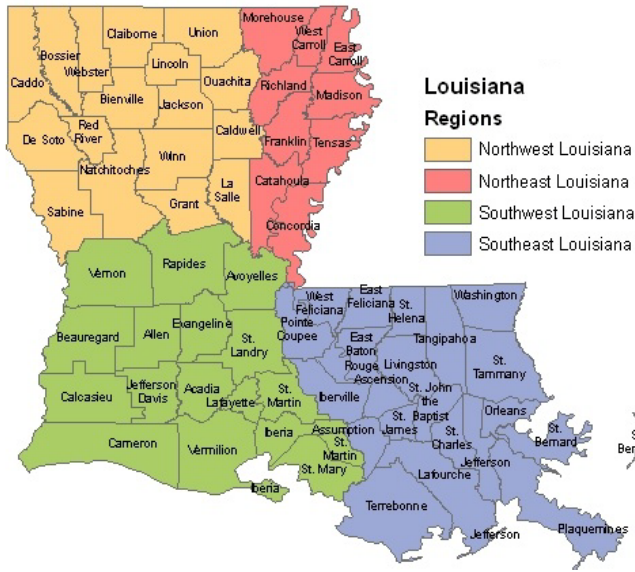 Morehouse
Claiborne
Union
West
Carroll
East
Carroll
Bossier
Webster
Lincoln
Caddo
Ouachita
Richland
Madison
Bienville
Jackson
De Soto
Red
River
Caldwell
Franklin
Tensas
Winn
Natchitoches
Catahoula
La
Salle
Grant
Sabine
Concordia
Louisiana
Regions
Northwest Louisiana
Northeast Louisiana
Southwest Louisiana
Southeast Louisiana
Vernon
Rapides
Avoyelles
West
Feliciana
East
Feliciana
St.
Helena
Washington
Pointe
Coupee
Beauregard
Allen
Evangeline
St.
Landry
East
Baton
Rouge
Livingston
Tangipahoa
St.
Tammany
Ascension
Calcasieu
Jefferson
Davis
Acadia
Lafayette
St.
Martin
Iberville
St. John
the
Baptist
Orleans
St.
Bernard
Cameron
Vermilion
Iberia
Assumption
St.
James
St.
Charles
St.
Martin
St. Mary
Iberia
Lafourche
Jefferson
Terrebonne
Jefferson
Plaquemines